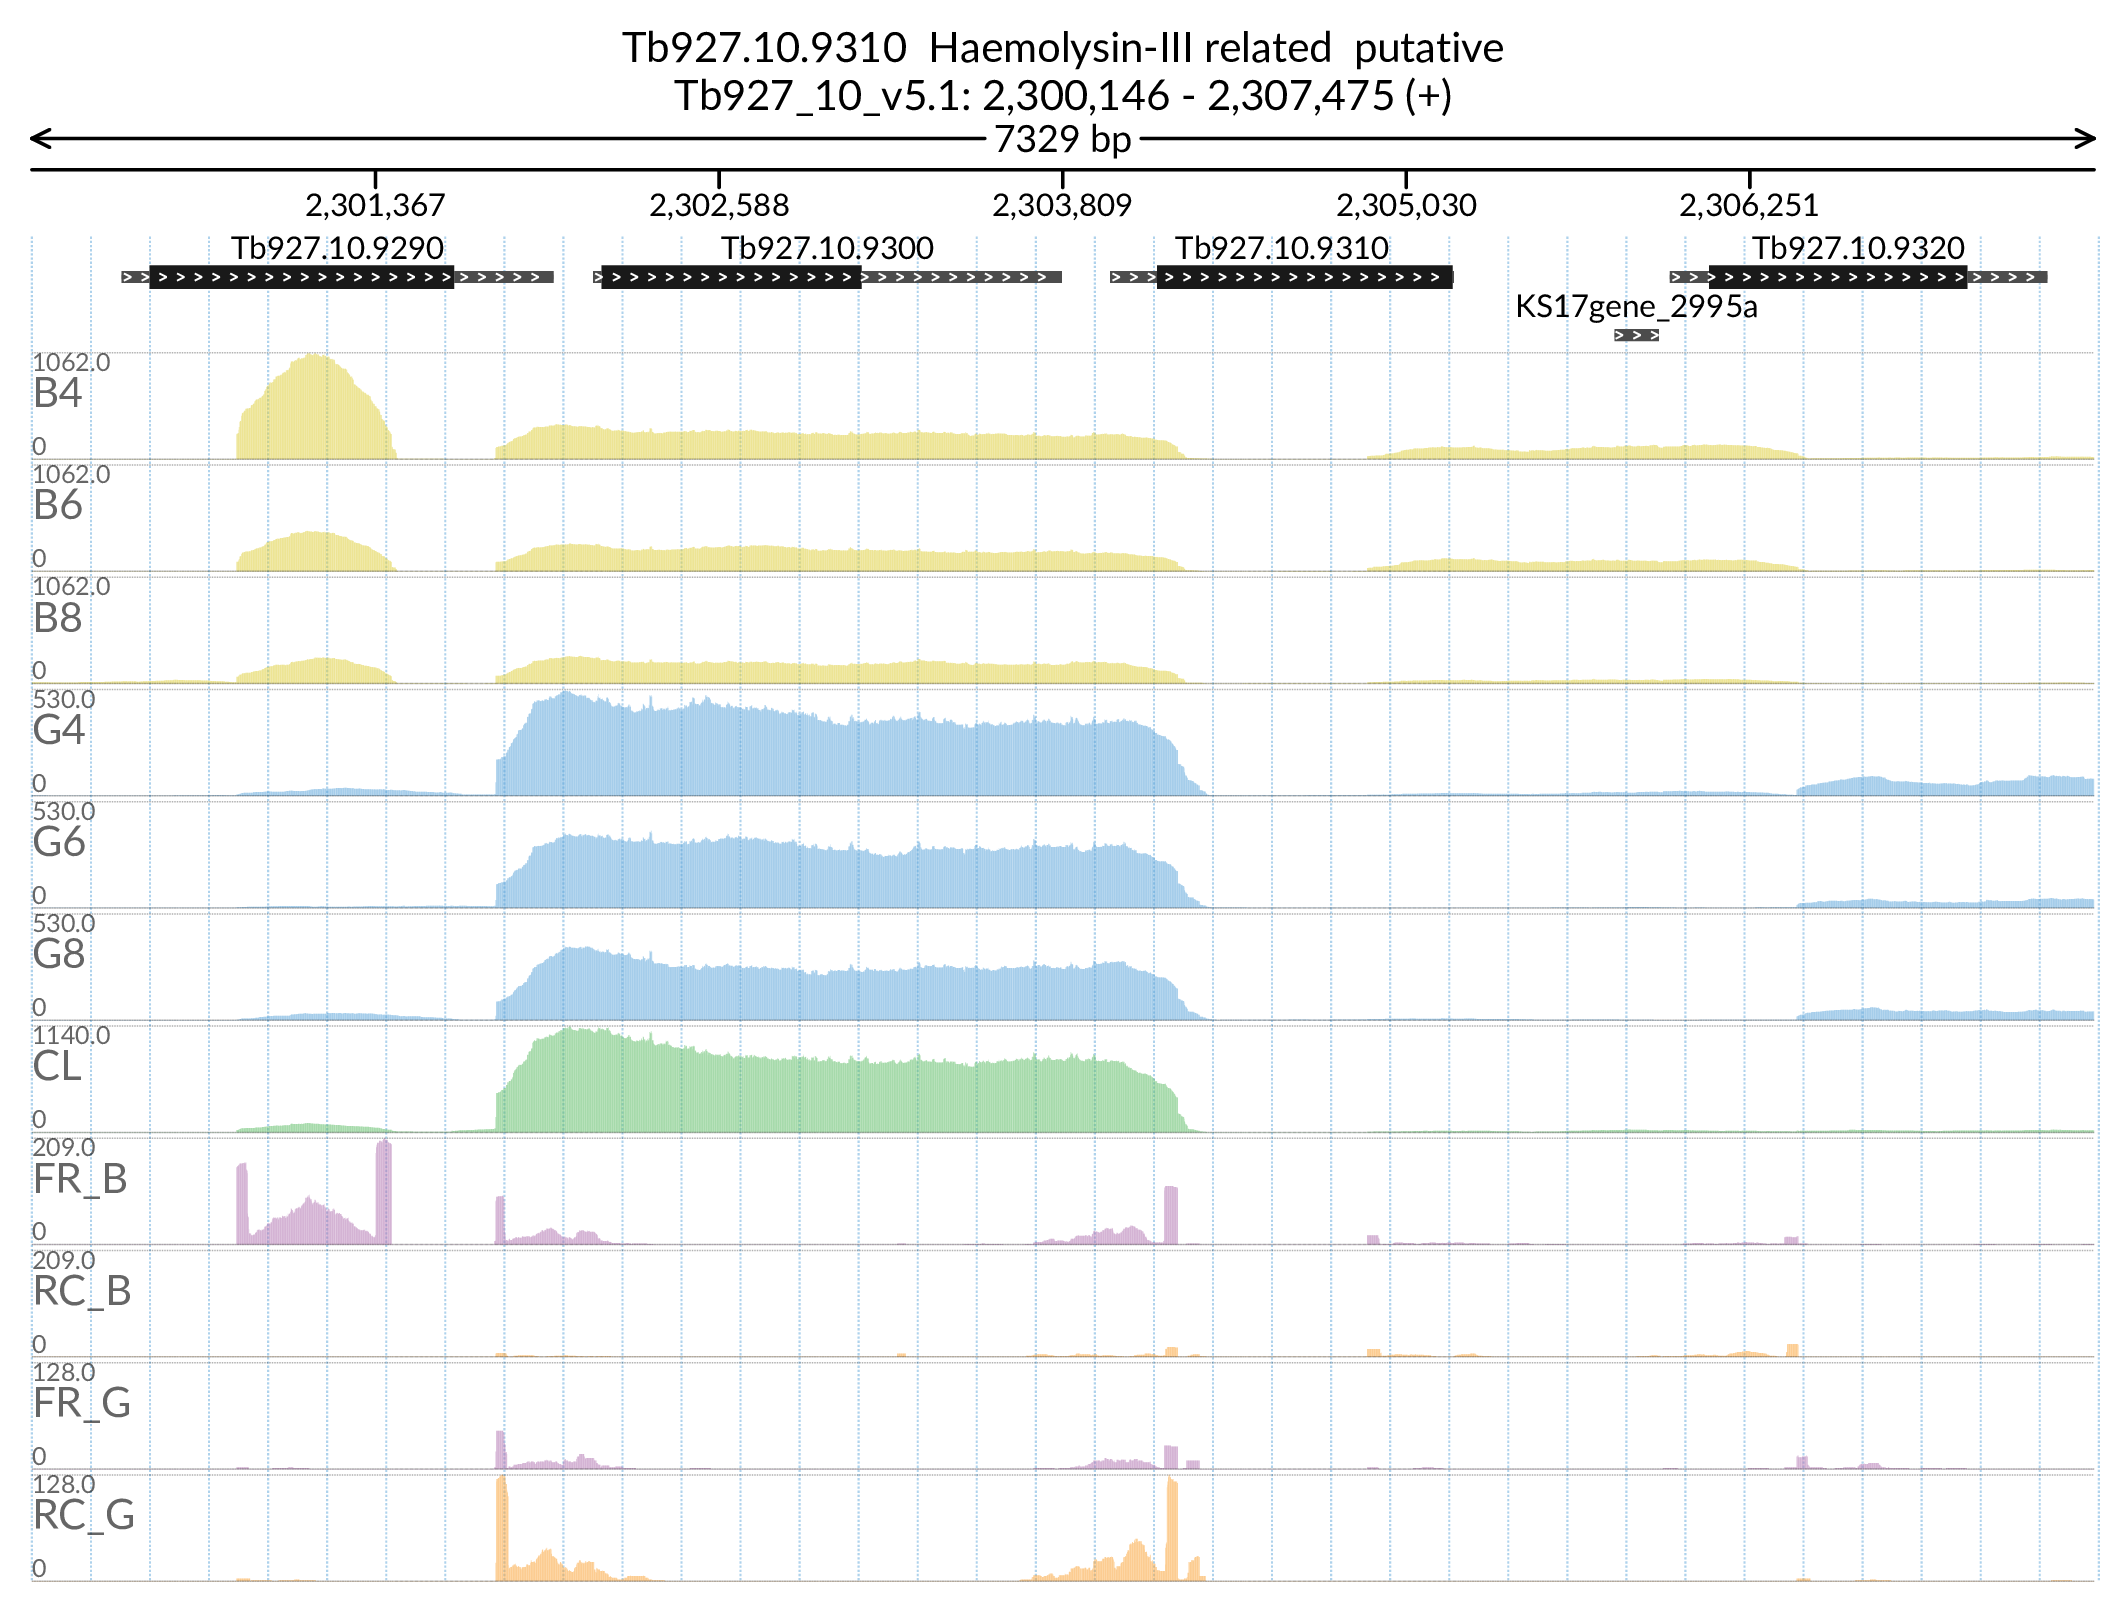 Tb927.10.9310 Haemolysin-III related putative
Tb927_10_v5.1: 2,300,146 - 2,307,475 (+)
7329 bp
2,301,367 2,302,588 2,303,809 2,305,030 2,306,251
Tb927.10.9290 Tb927.10.9300 Tb927.10.9310 Tb927.10.9320
KS17gene_2995a
1062.0
B4
0
1062.0
B6
0
1062.0
B8
0
530.0
G4
0
530.0
G6
0
530.0
G8
0
1140.0
CL
0
209.0
FR_B
0
209.0
RC_B
0
128.0
FR_G
0
128.0
RC_G
0